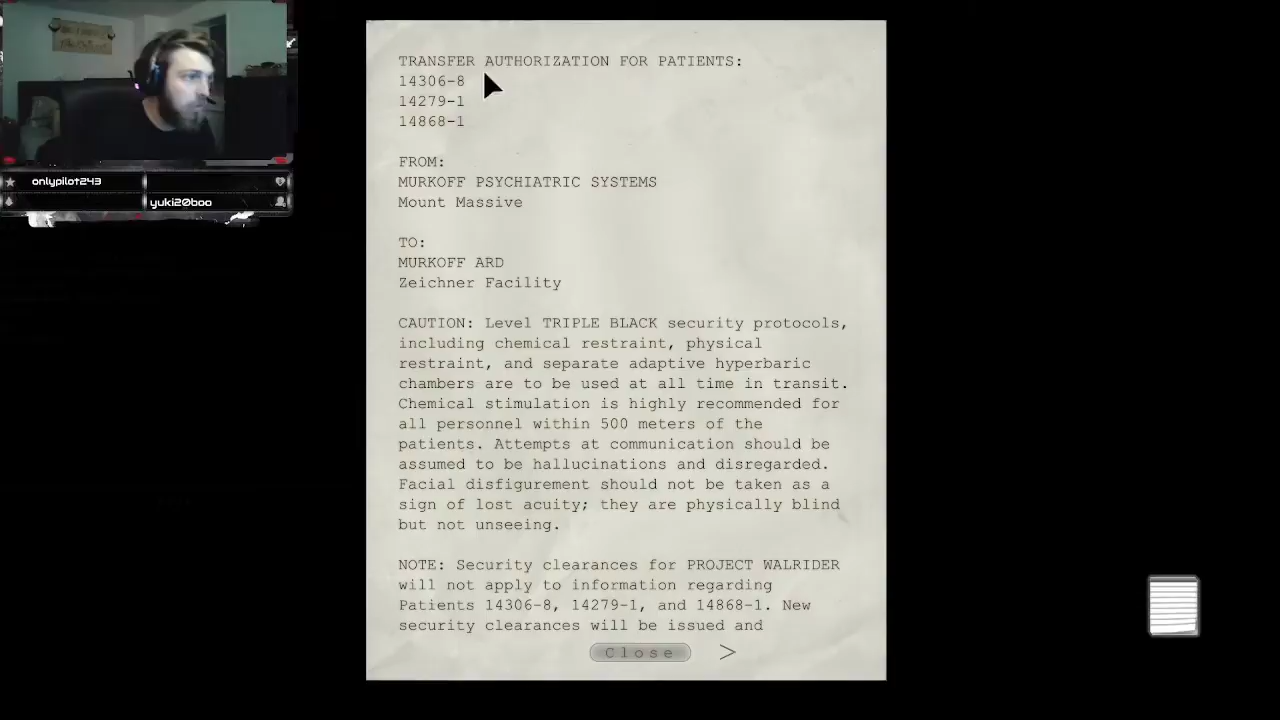 TRANSFER AUTHORIZATION FOR PATIENTS:
14306-8
14279-1
14868-1
FROM:
MURKOFF PSYCHIATRIC SYSTEMS
Mount Massive
TO:
MURKOFF ARD
Zeichner Facility
CAUTION: Level TRIPLE BLACK security protocols,
including chemical restraint, physical
restraint, and separate adaptive hyperbaric
chambers are to be used at all time in transit.
Chemical stimulation is highly recommended for
all personnel within 500 meters of the
patients. Attempts at communication should be
assumed to be hallucinations and disregarded.
Facial disfigurement should not be taken as a
sign of lost acuity; they are physically blind
but not unseeing.
NOTE: Security clearances for PROJECT WALRIDER
will not apply to information regarding
Patients 14306-8, 14279-1, and 14868-1. New
security clearances will be issued and
Close >
onlypilot243
yuki20boo